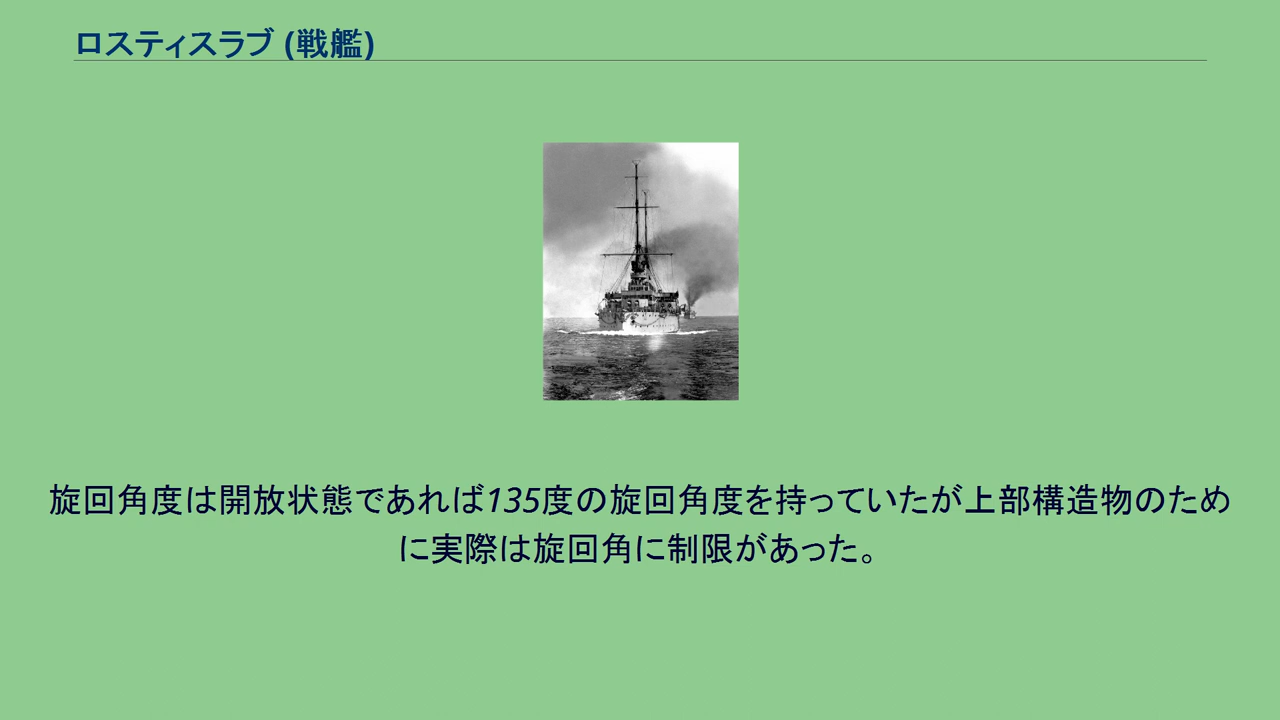 ロスティスラブ (戦艦)
旋回角度は開放状態であれば135度の旋回角度を持っていたが上部構造物のため
に実際は旋回角に制限があった。